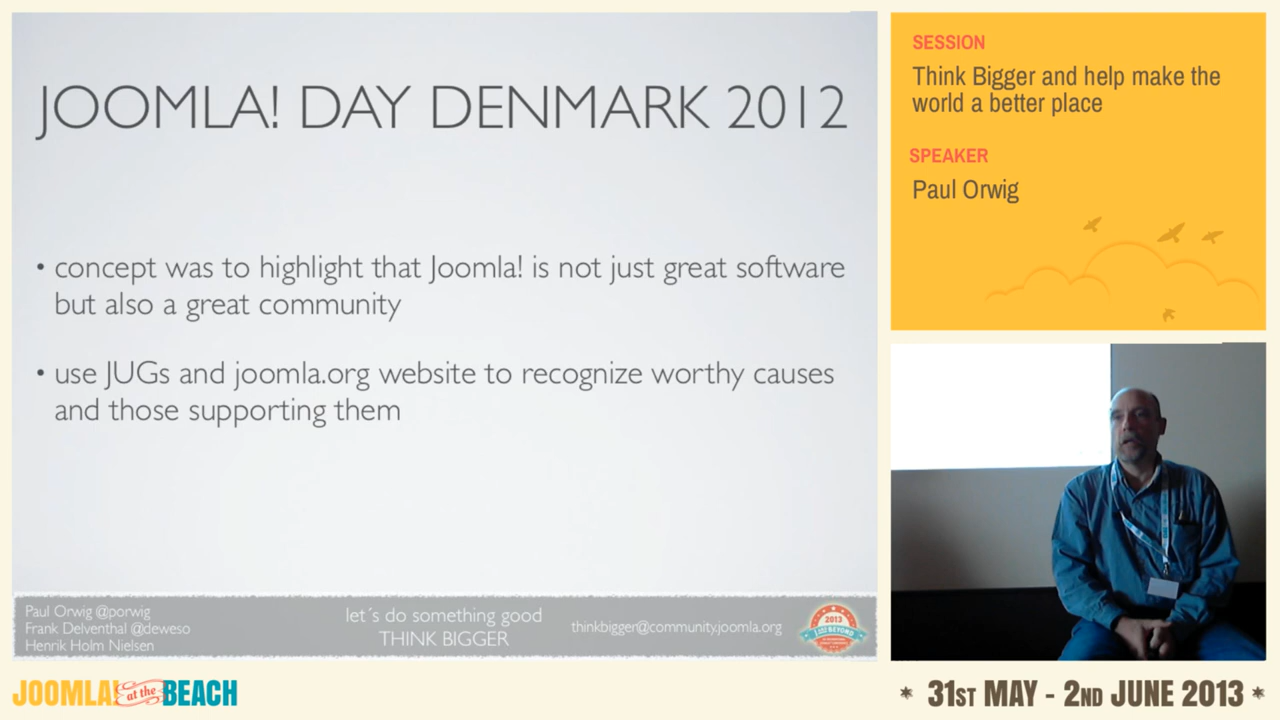 JOOMLA! DAY DENMARK 2012
• concept was to highlight that Joomla! is not just great software
but also a great community
• use JUGs and joomla.org website to recognize worthy causes
and those supporting them
Paul Orwig @porwig
Frank Delventhal @deweso
Henrik Holm Nielsen
let´s do something good
THINK BIGGER
thinkbigger@community.joomla.org
2013
J AND BEYOND
SESSION
Think Bigger and help make the
world a better place
SPEAKER
Paul Orwig
JOOMLA! at the BEACH
* 31ST MAY - 2ND JUNE 2013 *